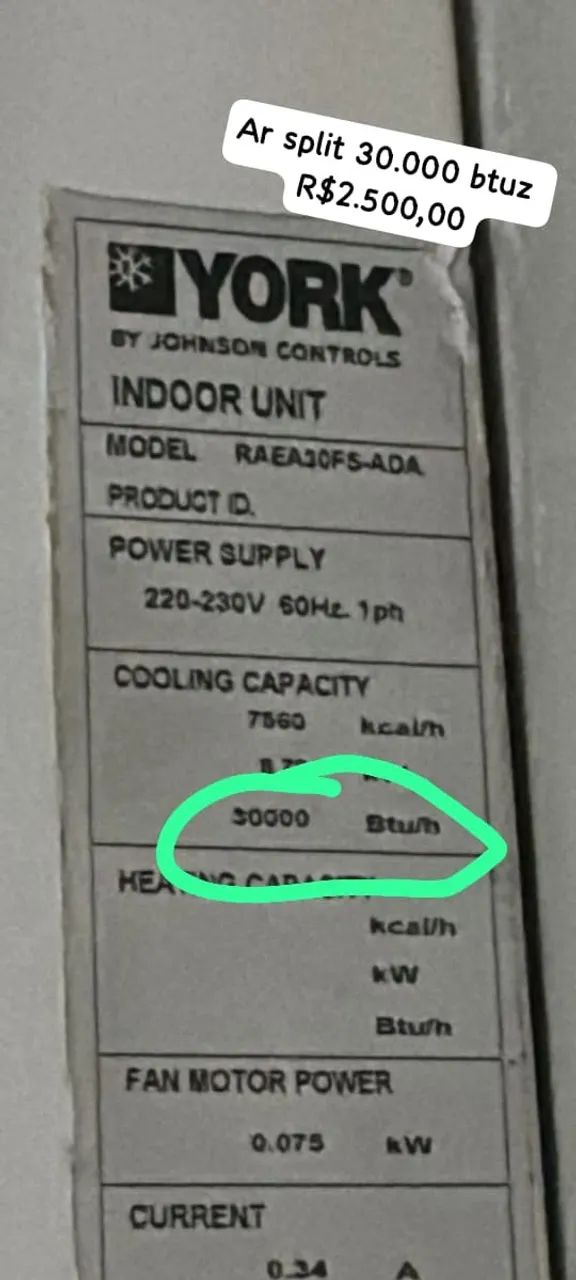 Ar split 30.000 btuz
R$2.500,00
YORK®
BY JOHNSON CONTROLS
INDOOR UNIT
MODEL RAEA30FS-ADA
PRODUCT ID.
POWER SUPPLY
220-230V 60Hz 1ph
COOLING CAPACITY
7560 kcal/h
30000 Btu/h
HEATING CAPACITY
kcal/h
kW
Btu/h
FAN MOTOR POWER
0.075 kW
CURRENT
0.34 A